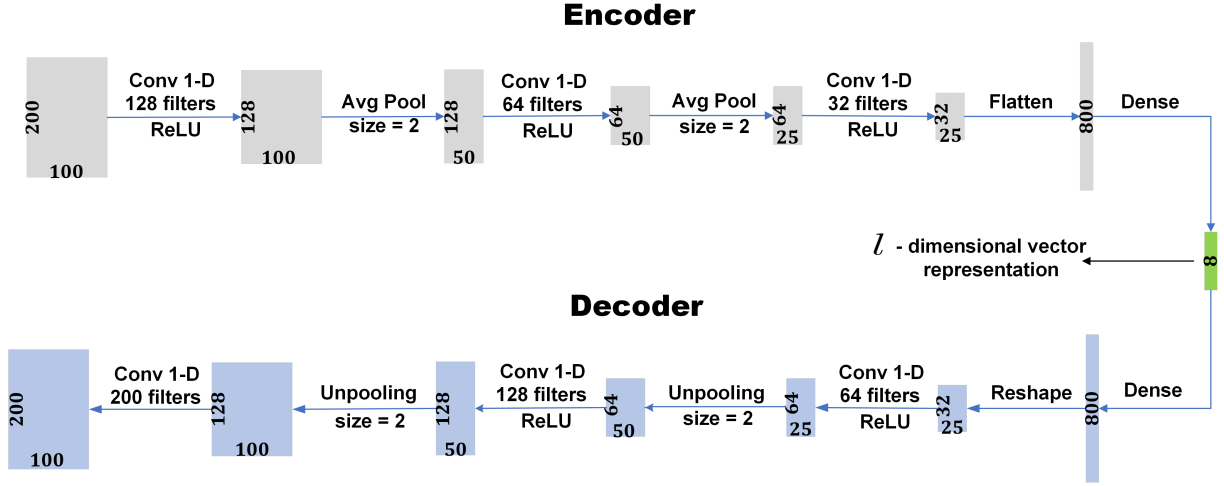 Encoder
200
100
Conv 1-D
128 filters
ReLU
128
100
Avg Pool
size = 2
128
50
Conv 1-D
64 filters
ReLU
64
50
Avg Pool
size = 2
64
25
Conv 1-D
32 filters
ReLU
32
25
Flatten
800
Dense
l - dimensional vector
representation
8
Decoder
200
100
Conv 1-D
200 filters
128
100
Unpooling
size = 2
128
50
Conv 1-D
128 filters
ReLU
64
50
Unpooling
size = 2
64
25
Conv 1-D
64 filters
ReLU
32
25
Reshape
800
Dense